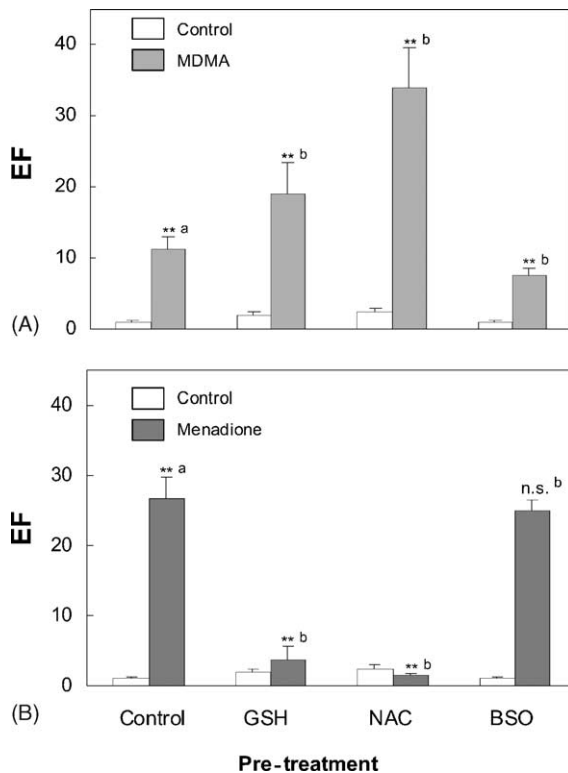 40
30
20
10
0
EF
(A)
Control
MDMA
** a
** b
** b
** b
40
30
20
10
0
EF
(B)
Control
Menadione
** a
** b
** b
n.s. b
Control GSH NAC BSO
Pre-treatment